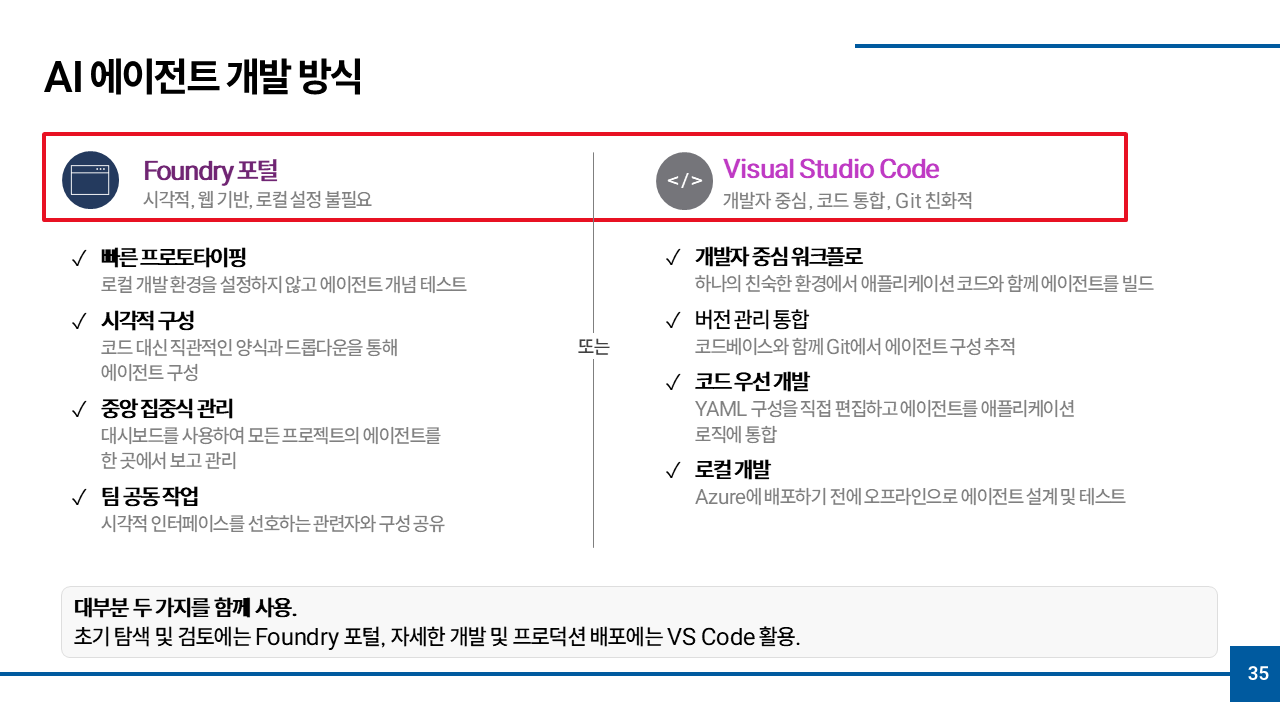 AI 에이전트 개발 방식
Foundry 포털
시각적, 웹 기반, 로컬 설정 불필요
✓ 빠른 프로토타이핑
로컬 개발 환경을 설정하지 않고 에이전트 개념 테스트
✓ 시각적 구성
코드 대신 직관적인 양식과 드롭다운을 통해
에이전트 구성
✓ 중앙 집중식 관리
대시보드를 사용하여 모든 프로젝트의 에이전트를
한 곳에서 보고 관리
✓ 팀 공동 작업
시각적 인터페이스를 선호하는 관련자와 구성 공유
또는
</>
Visual Studio Code
개발자 중심, 코드 통합, Git 친화적
✓ 개발자 중심 워크플로
하나의 친숙한 환경에서 애플리케이션 코드와 함께 에이전트를 빌드
✓ 버전 관리 통합
코드베이스와 함께 Git에서 에이전트 구성 추적
✓ 코드 우선 개발
YAML 구성을 직접 편집하고 에이전트를 애플리케이션
로직에 통합
✓ 로컬 개발
Azure에 배포하기 전에 오프라인으로 에이전트 설계 및 테스트
대부분 두 가지를 함께 사용.
초기 탐색 및 검토에는 Foundry 포털, 자세한 개발 및 프로덕션 배포에는 VS Code 활용.
35